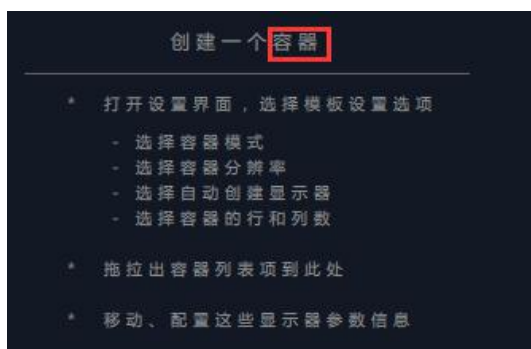 创建一个容器
* 打开设置界面，选择模板设置选项
- 选择容器模式
- 选择容器分辨率
- 选择自动创建显示器
- 选择容器的行和列数
* 拖拉出容器列表项到此处
* 移动、配置这些显示器参数信息